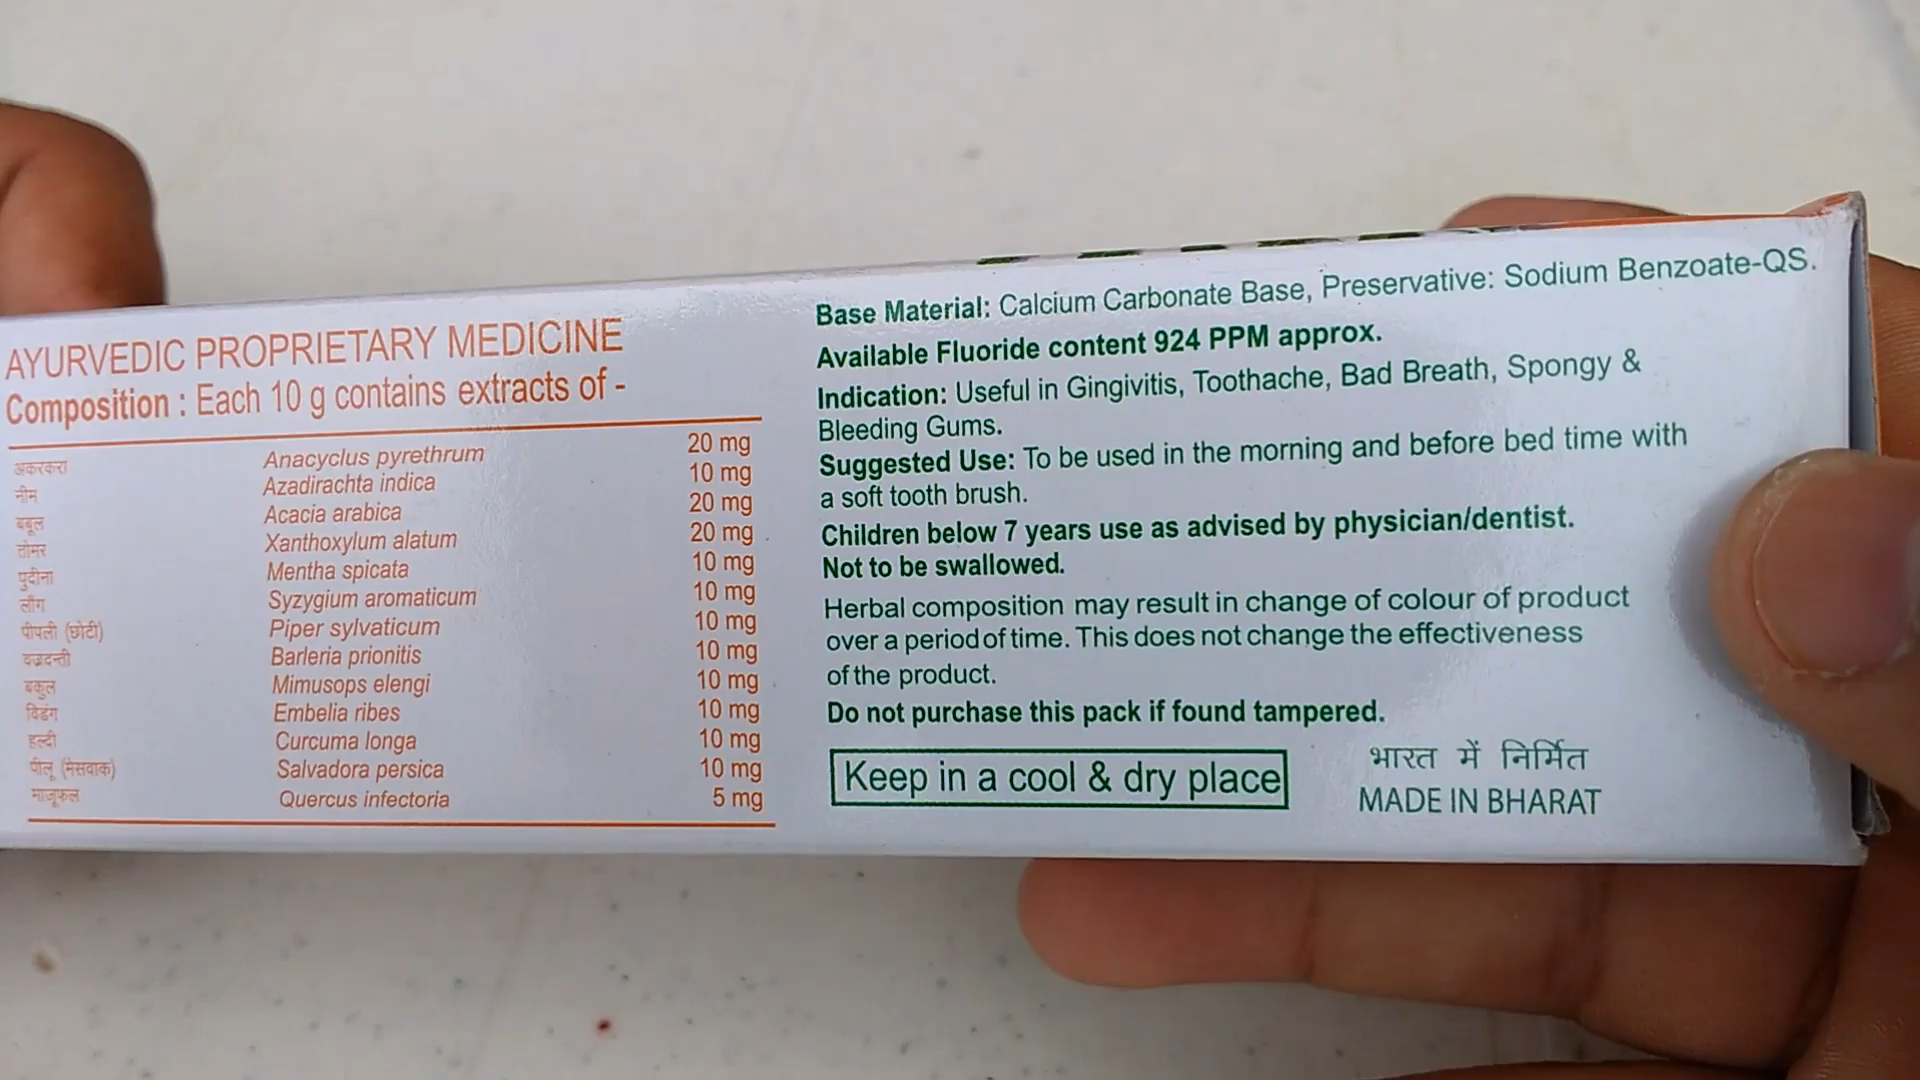 AYURVEDIC PROPRIETARY MEDICINE
Composition : Each 10 g contains extracts of -
अकरकरा Anacyclus pyrethrum 20 mg
नीम Azadirachta indica 10 mg
बबूल Acacia arabica 20 mg
तोमर Xanthoxylum alatum 20 mg
पुदीना Mentha spicata 10 mg
लौंग Syzygium aromaticum 10 mg
पीपली (छोटी) Piper sylvaticum 10 mg
वज्रदन्ती Barleria prionitis 10 mg
बकुल Mimusops elengi 10 mg
विडंग Embelia ribes 10 mg
हल्दी Curcuma longa 10 mg
पीलू (मेसवाक) Salvadora persica 10 mg
माजूफल Quercus infectoria 5 mg
Base Material: Calcium Carbonate Base, Preservative: Sodium Benzoate-QS.
Available Fluoride content 924 PPM approx.
Indication: Useful in Gingivitis, Toothache, Bad Breath, Spongy &
Bleeding Gums.
Suggested Use: To be used in the morning and before bed time with
a soft tooth brush.
Children below 7 years use as advised by physician/dentist.
Not to be swallowed.
Herbal composition may result in change of colour of product
over a period of time. This does not change the effectiveness
of the product.
Do not purchase this pack if found tampered.
Keep in a cool & dry place
भारत में निर्मित
MADE IN BHARAT